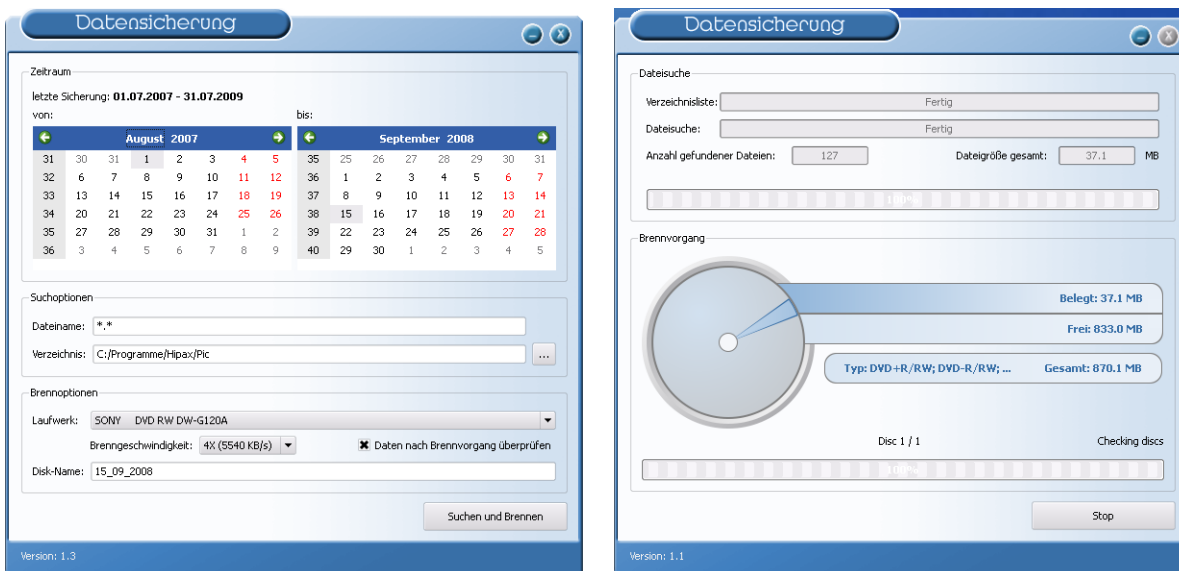 Datensicherung
Zeitraum
letzte Sicherung: 01.07.2007 - 31.07.2009
von: bis:
August 2007 September 2008
31 30 31 1 2 3 4 5 35 25 26 27 28 29 30 31
32 6 7 8 9 10 11 12 36 1 2 3 4 5 6 7
33 13 14 15 16 17 18 19 37 8 9 10 11 12 13 14
34 20 21 22 23 24 25 26 38 15 16 17 18 19 20 21
35 27 28 29 30 31 1 2 39 22 23 24 25 26 27 28
36 3 4 5 6 7 8 9 40 29 30 1 2 3 4 5
Suchoptionen
Dateiname: *.*
Verzeichnis: C:/Programme/Hipax/Pic ...
Brennoptionen
Laufwerk: SONY DVD RW DW-G120A
Brenngeschwindigkeit: 4X (5540 KB/s) Daten nach Brennvorgang überprüfen
Disk-Name: 15_09_2008
Suchen und Brennen
Version: 1.3
Datensicherung
Dateisuche
Verzeichnisliste: Fertig
Dateisuche: Fertig
Anzahl gefundener Dateien: 127 Dateigröße gesamt: 37.1 MB
100%
Brennvorgang
Belegt: 37.1 MB
Frei: 833.0 MB
Typ: DVD+R/RW; DVD-R/RW; ... Gesamt: 870.1 MB
Disc 1 / 1 Checking discs
100%
Stop
Version: 1.1